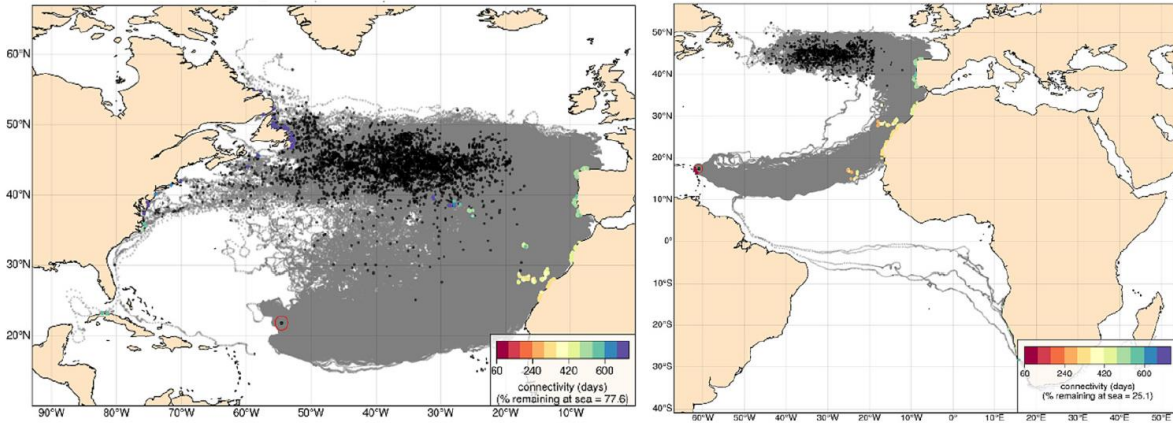 60°N
50°N
40°N
30°N
20°N
90°W 80°W 70°W 60°W 50°W 40°W 30°W 20°W 10°W
60 240 420 600
connectivity (days)
(% remaining at sea = 77.6)
50°N
40°N
30°N
20°N
10°N
0°
10°S
20°S
30°S
40°S
60°W 50°W 40°W 30°W 20°W 10°W 0° 10°E 20°E 30°E 40°E 50°E
60 240 420 600
connectivity (days)
(% remaining at sea = 25.1)